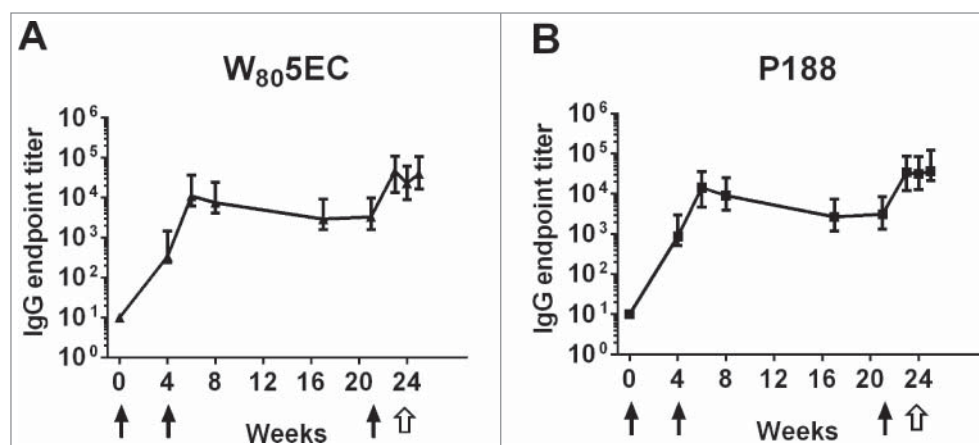 A
W₈₀5EC
IgG endpoint titer
10⁶
10⁵
10⁴
10³
10²
10¹
10⁰
0 4 8 12 16 20 24
Weeks
B
P188
IgG endpoint titer
10⁶
10⁵
10⁴
10³
10²
10¹
10⁰
0 4 8 12 16 20 24
Weeks